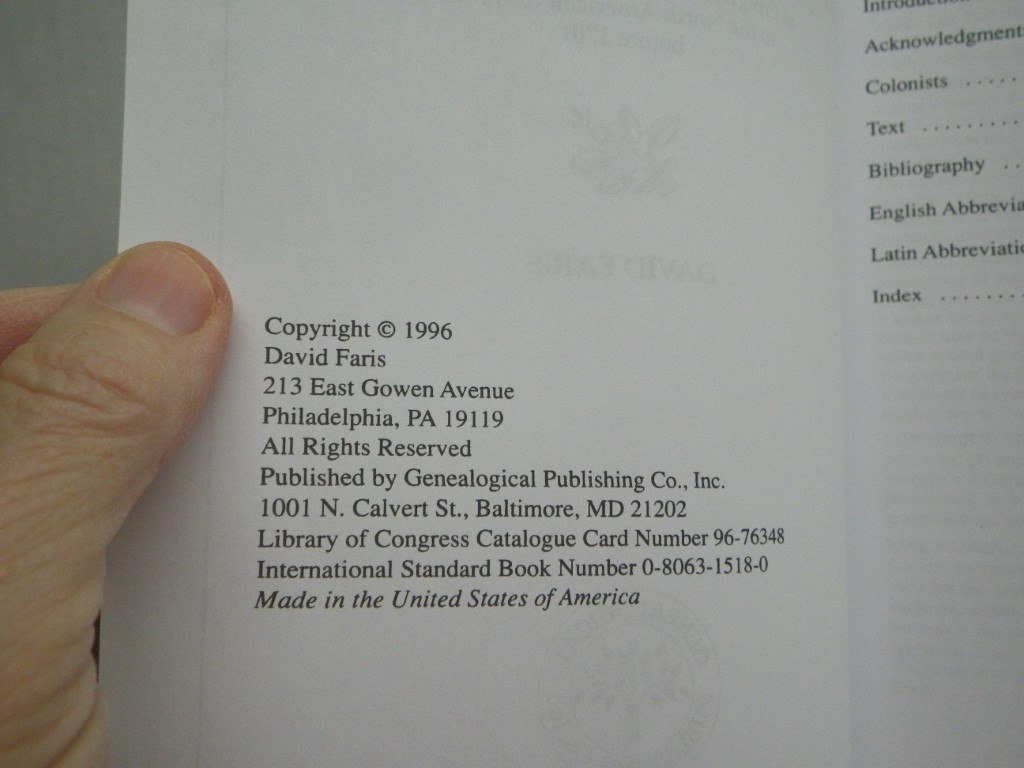 Copyright © 1996
David Faris
213 East Gowen Avenue
Philadelphia, PA 19119
All Rights Reserved
Published by Genealogical Publishing Co., Inc.
1001 N. Calvert St., Baltimore, MD 21202
Library of Congress Catalogue Card Number 96-76348
International Standard Book Number 0-8063-1518-0
Made in the United States of America
Acknowledgment
Colonists .....
Text .........
Bibliography ..
English Abbrevia
Latin Abbreviati
Index ........